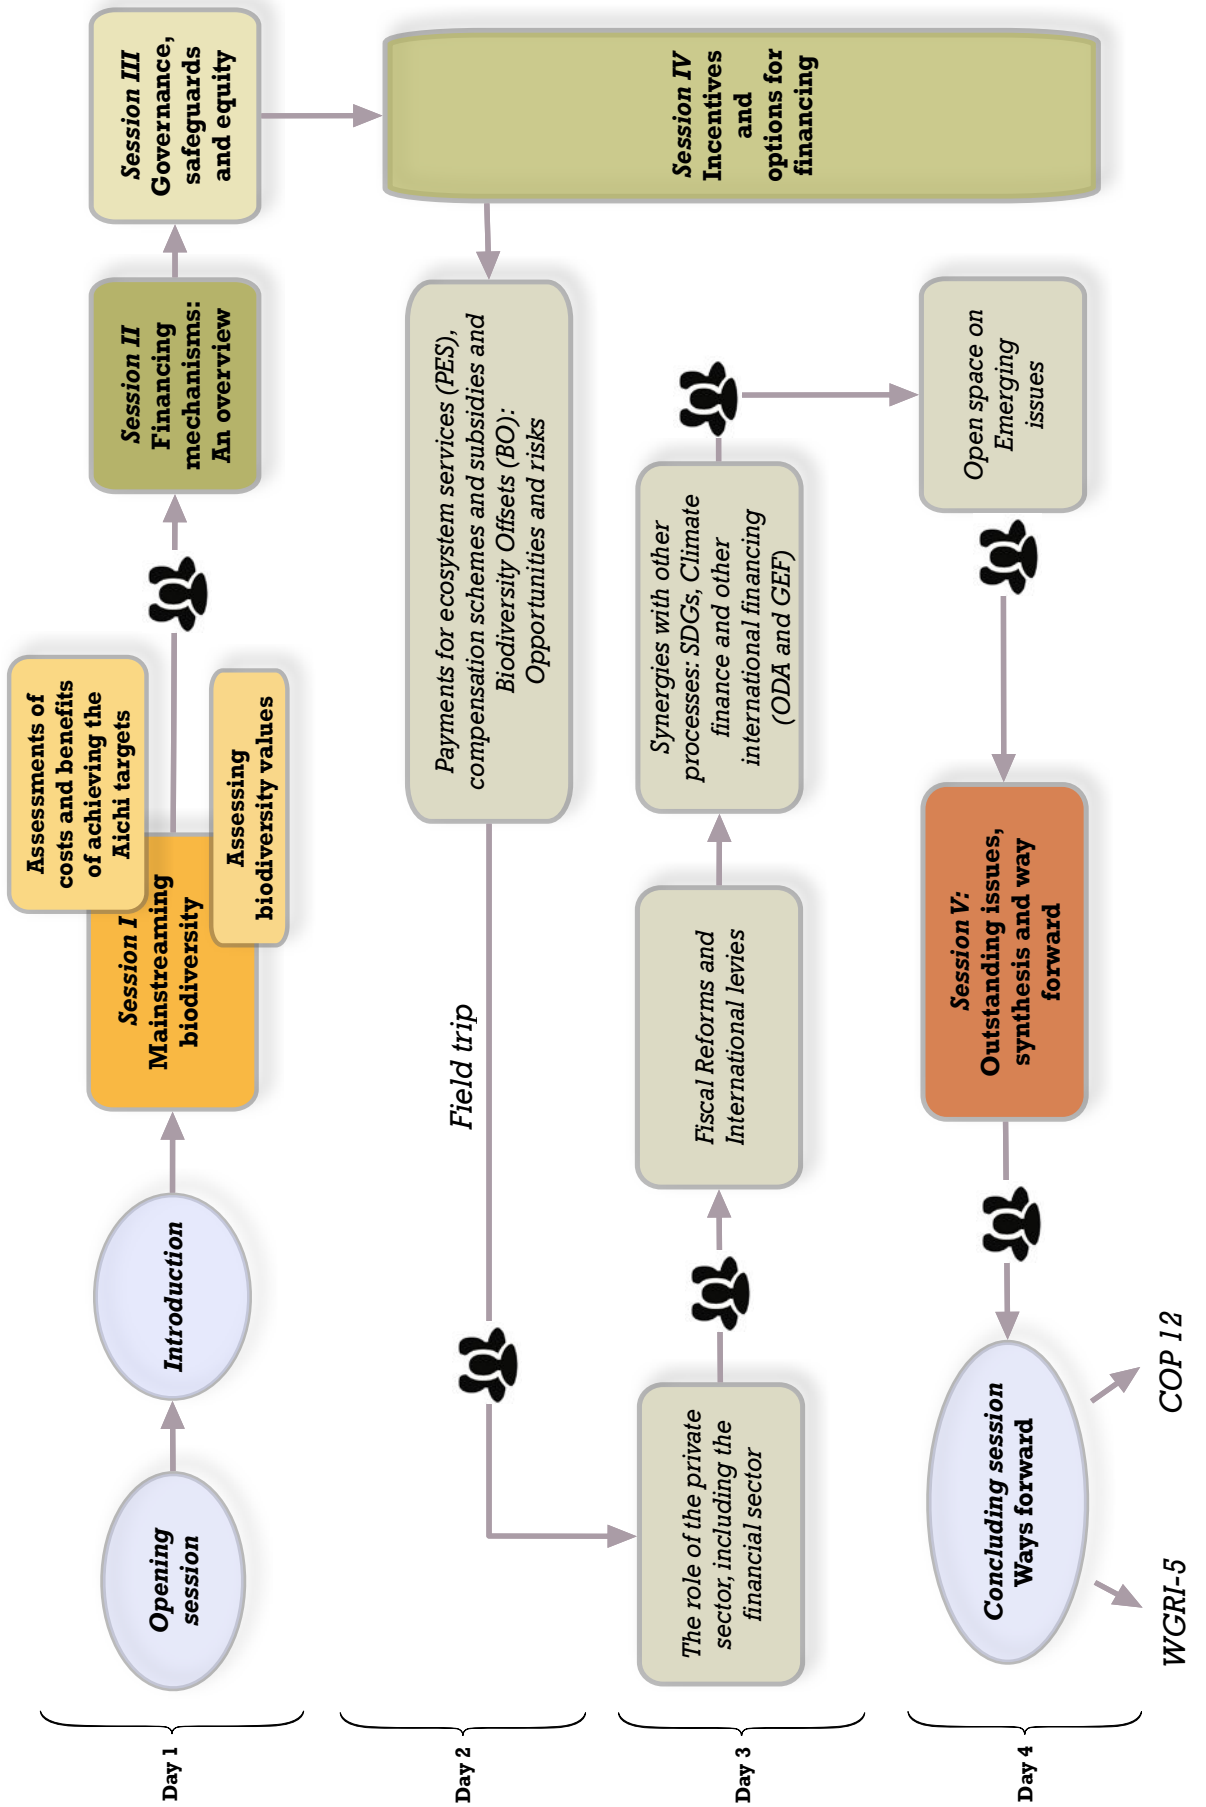 Day 1
Opening
session
Introduction
Session I
Mainstreaming
biodiversity
Assessments of
costs and benefits
of achieving the
Aichi targets
Assessing
biodiversity values
Session II
Financing
mechanisms:
An overview
Session III
Governance,
safeguards
and equity
Day 2
Session IV
Incentives
and
options for
financing
Payments for ecosystem services (PES),
compensation schemes and subsidies and
Biodiversity Offsets (BO):
Opportunities and risks
Field trip
Day 3
The role of the private
sector, including the
financial sector
Fiscal Reforms and
International levies
Synergies with other
processes: SDGs, Climate
finance and other
international financing
(ODA and GEF)
Day 4
Open space on
Emerging
issues
Session V:
Outstanding issues,
synthesis and way
forward
Concluding session
Ways forward
WGRI-5
COP 12